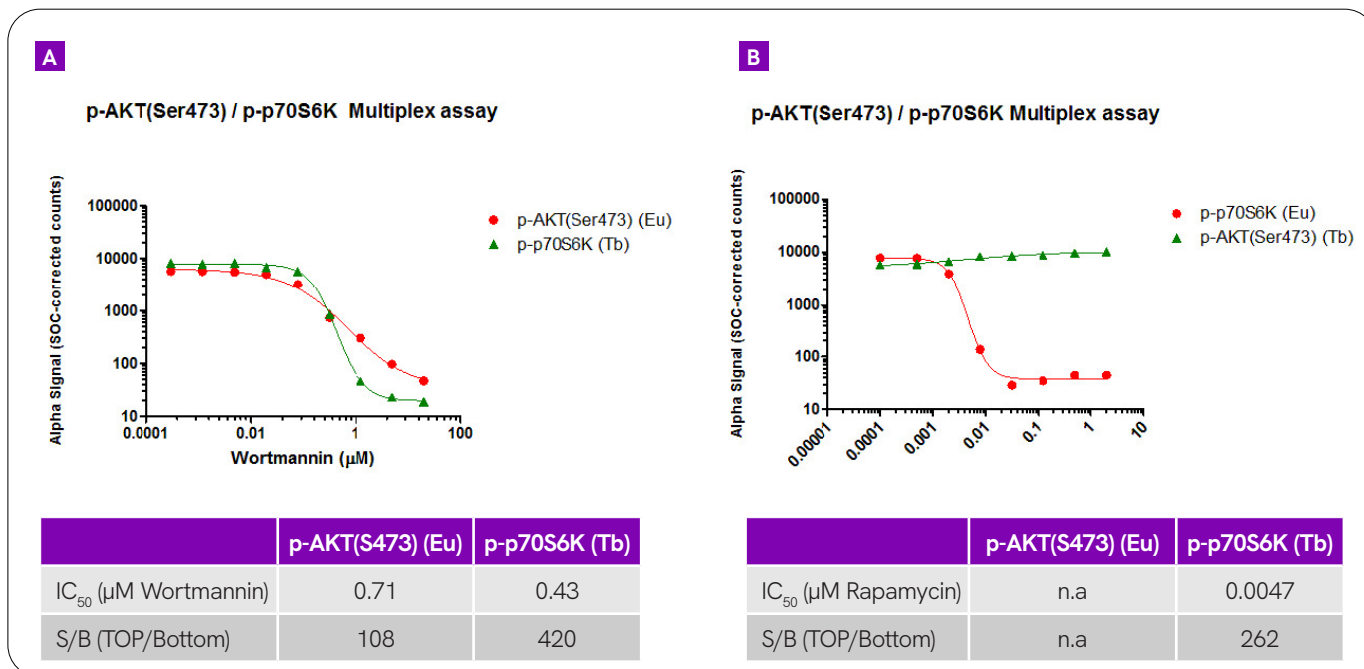 A
p-AKT(Ser473) / p-p70S6K Multiplex assay
Alpha Signal (SOC-corrected counts)
100000
10000
1000
100
10
0.0001
0.01
1
100
Wortmannin (µM)
p-AKT(Ser473) (Eu)
p-p70S6K (Tb)
p-AKT(S473) (Eu) p-p70S6K (Tb)
IC50 (µM Wortmannin) 0.71 0.43
S/B (TOP/Bottom) 108 420
B
p-AKT(Ser473) / p-p70S6K Multiplex assay
Alpha Signal (SOC-corrected counts)
100000
10000
1000
100
10
0.00001
0.0001
0.001
0.01
0.1
1
10
p-p70S6K (Eu)
p-AKT(Ser473) (Tb)
p-AKT(S473) (Eu) p-p70S6K (Tb)
IC50 (µM Rapamycin) n.a 0.0047
S/B (TOP/Bottom) n.a 262